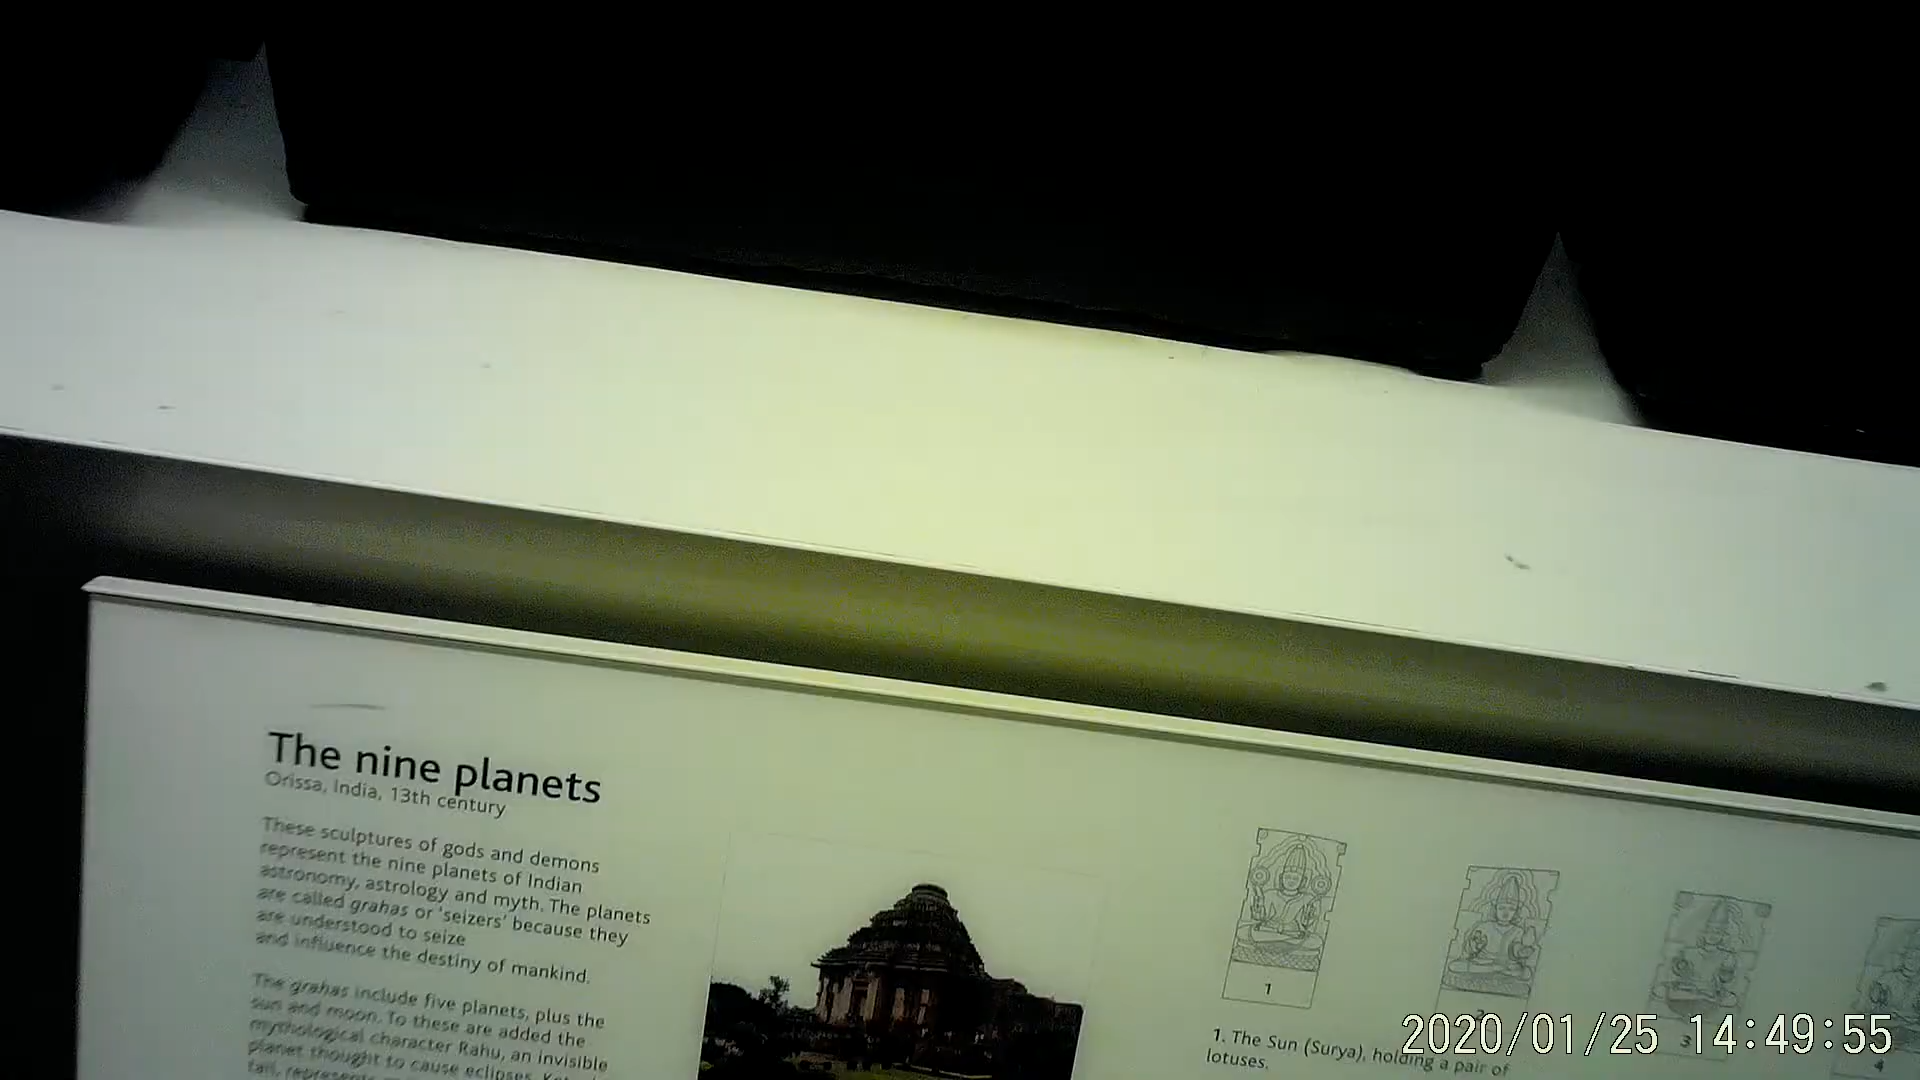 The nine planets
Orissa, India, 13th century
These sculptures of gods and demons
represent the nine planets of Indian
astronomy, astrology and myth. The planets
are called grahas or 'seizers' because they
are understood to seize
and influence the destiny of mankind.
The grahas include five planets, plus the
sun and moon. To these are added the
mythological character Rahu, an invisible
planet thought to cause eclipses.
tail,
1
2
3
4
1. The Sun (Surya), holding a pair of
lotuses.
2020/01/25 14:49:55